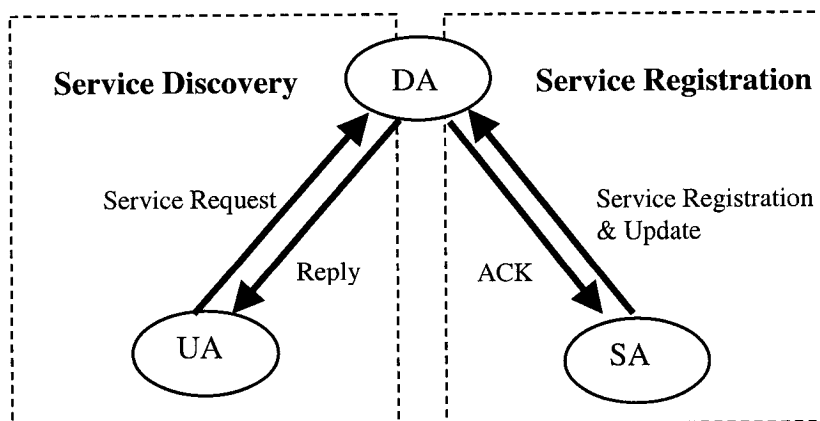 Service Discovery
DA
Service Registration
Service Request
Service Registration
& Update
Reply
ACK
UA
SA